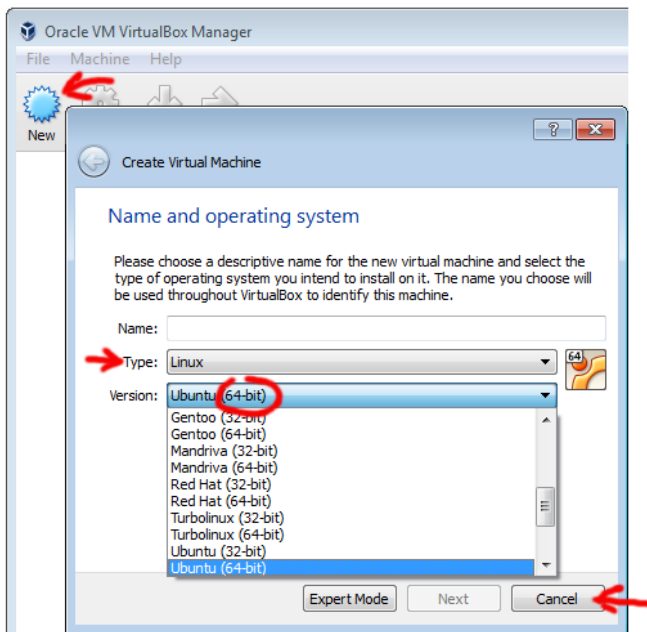 Oracle VM VirtualBox Manager
File Machine Help
New
? x
Create Virtual Machine
Name and operating system
Please choose a descriptive name for the new virtual machine and select the
type of operating system you intend to install on it. The name you choose will
be used throughout VirtualBox to identify this machine.
Name:
Type: Linux
64
Version: Ubuntu (64-bit)
Gentoo (32-bit)
Gentoo (64-bit)
Mandriva (32-bit)
Mandriva (64-bit)
Red Hat (32-bit)
Red Hat (64-bit)
Turbolinux (32-bit)
Turbolinux (64-bit)
Ubuntu (32-bit)
Ubuntu (64-bit)
Expert Mode Next Cancel